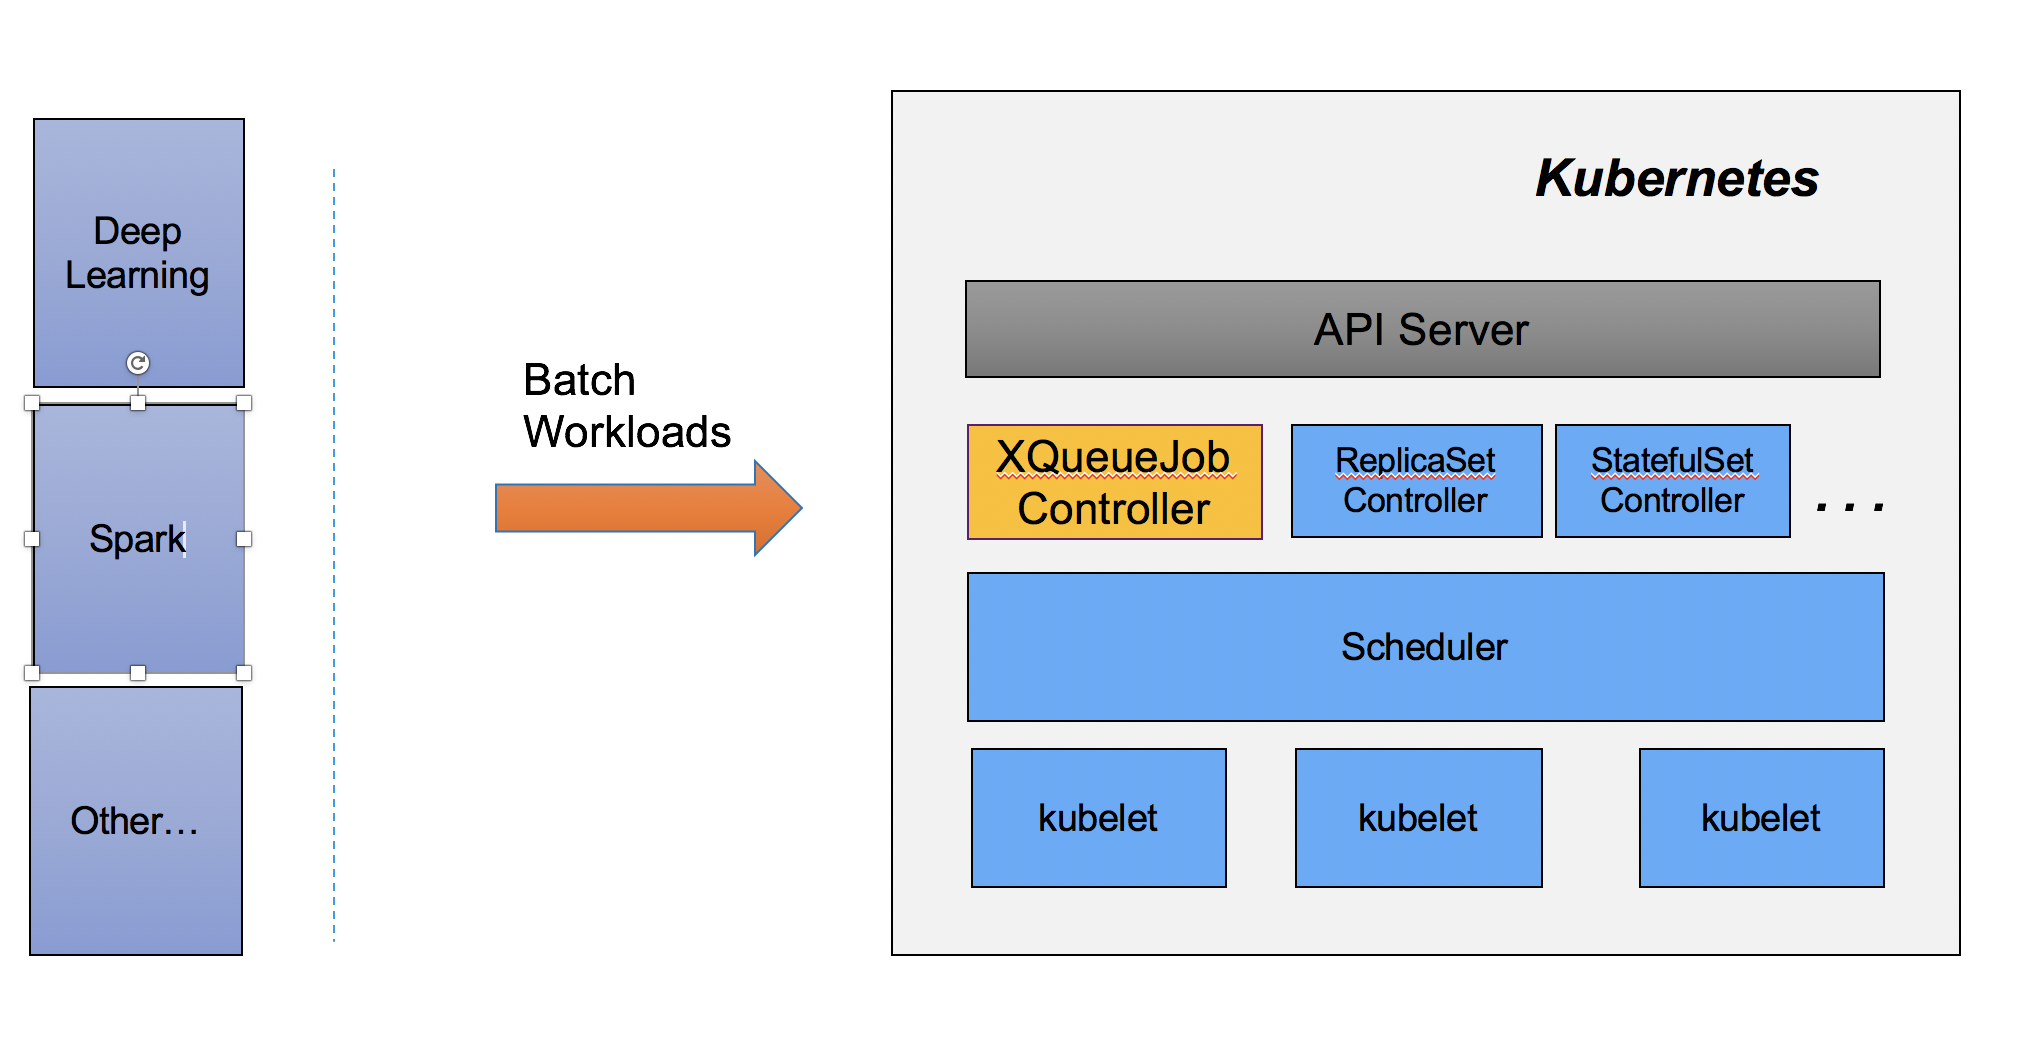 Deep
Learning
Spark
Other…
Batch
Workloads
Kubernetes
API Server
XQueueJob
Controller
ReplicaSet
Controller
StatefulSet
Controller
. . .
Scheduler
kubelet
kubelet
kubelet